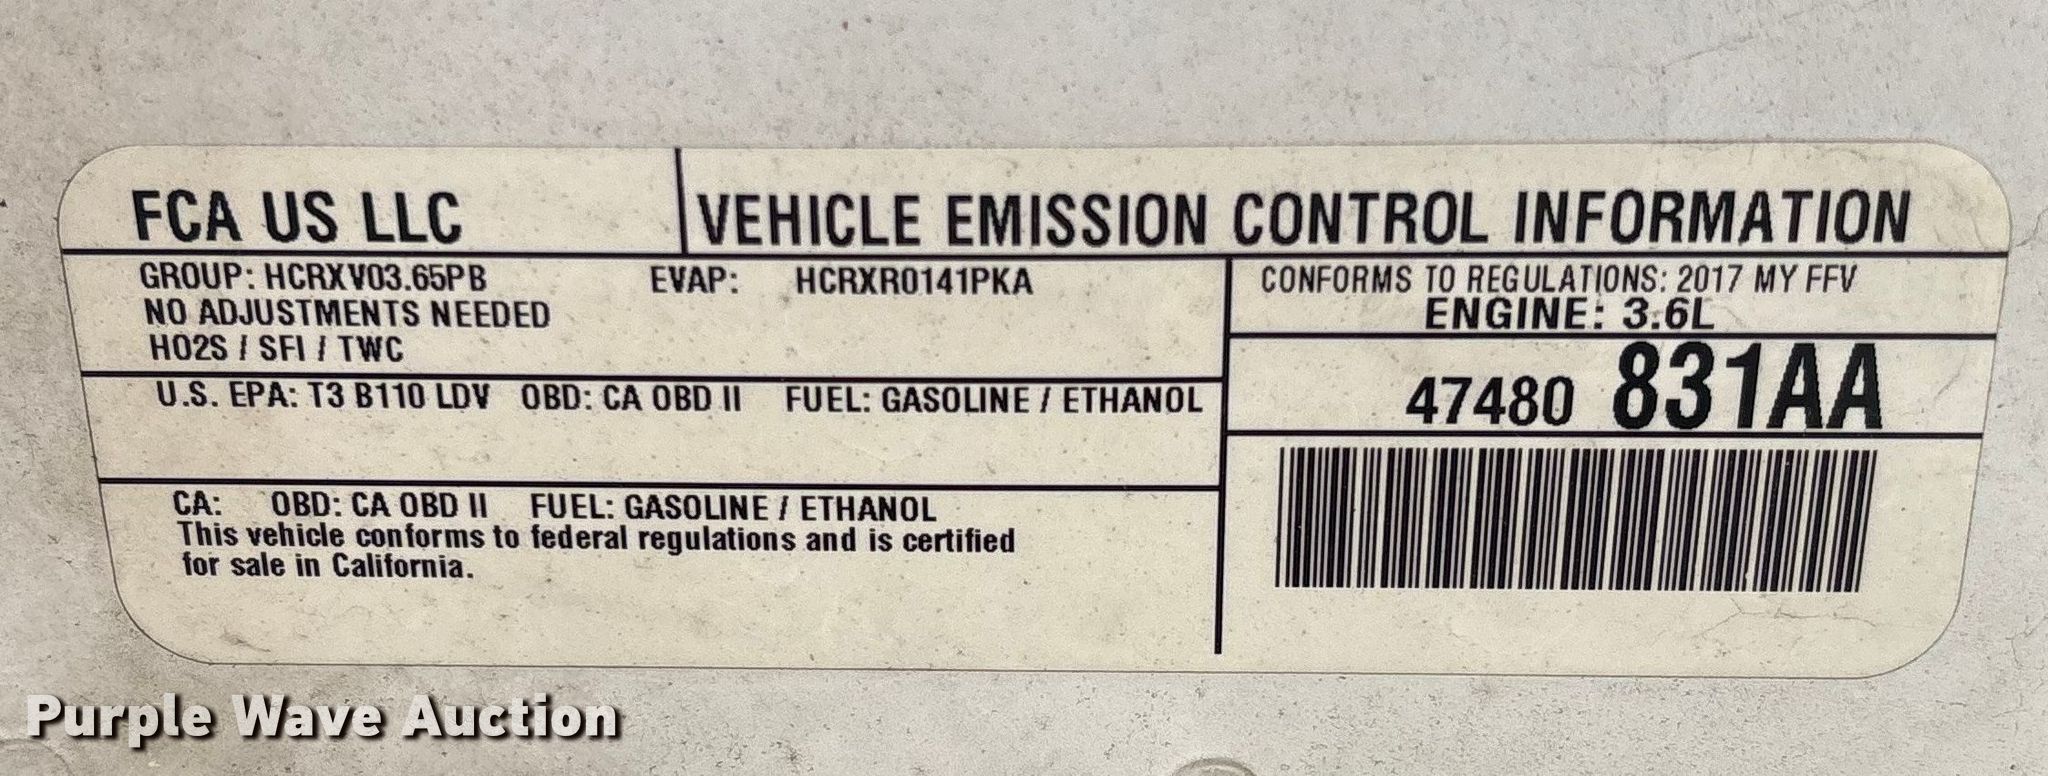 FCA US LLC VEHICLE EMISSION CONTROL INFORMATION
GROUP: HCRXV03.65PB EVAP: HCRXR0141PKA
NO ADJUSTMENTS NEEDED
HO2S / SFI / TWC
CONFORMS TO REGULATIONS: 2017 MY FFV
ENGINE: 3.6L
47480 831AA
U.S. EPA: T3 B110 LDV OBD: CA OBD II FUEL: GASOLINE / ETHANOL
CA: OBD: CA OBD II FUEL: GASOLINE / ETHANOL
This vehicle conforms to federal regulations and is certified
for sale in California.
Purple Wave Auction